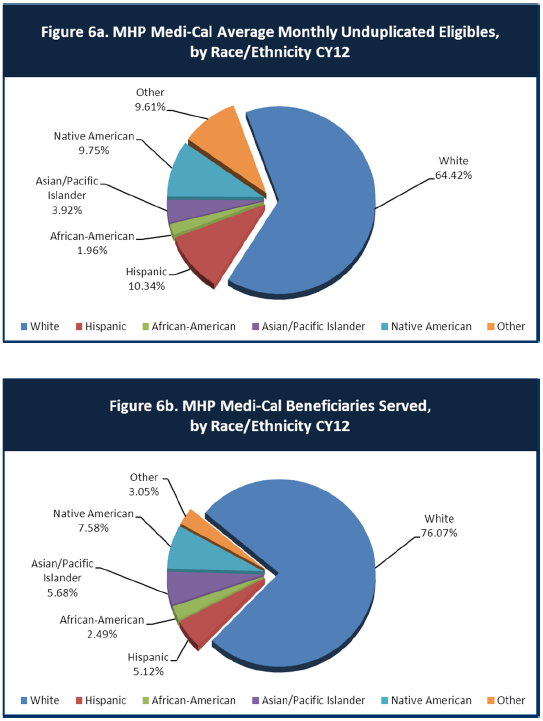 Figure 6a. MHP Medi-Cal Average Monthly Unduplicated Eligibles,
by Race/Ethnicity CY12
Other
9.61%
Native American
9.75%
White
64.42%
Asian/Pacific
Islander
3.92%
African-American
1.96%
Hispanic
10.34%
White Hispanic African-American Asian/Pacific Islander Native American Other
Figure 6b. MHP Medi-Cal Beneficiaries Served,
by Race/Ethnicity CY12
Other
3.05%
Native American
7.58%
White
76.07%
Asian/Pacific
Islander
5.68%
African-American
2.49%
Hispanic
5.12%
White Hispanic African-American Asian/Pacific Islander Native American Other